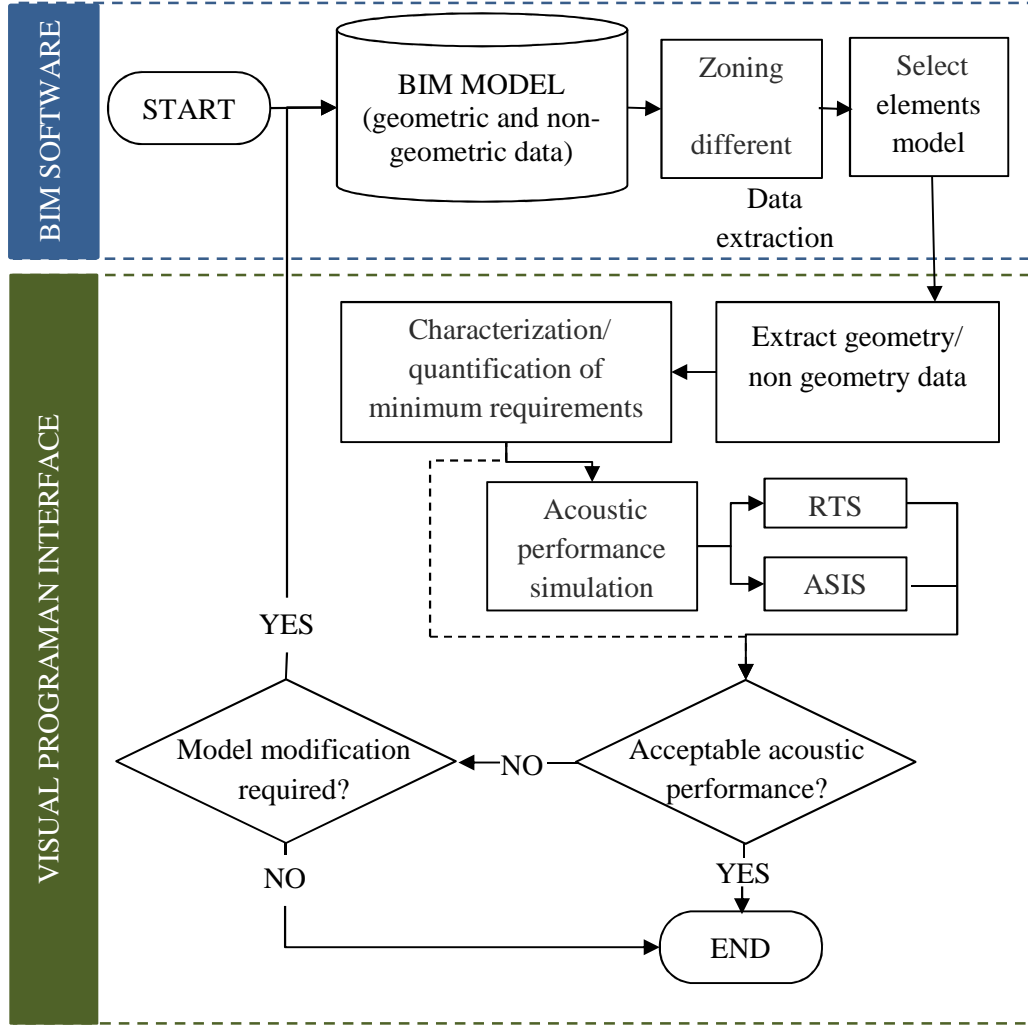 BIM SOFTWARE
START
BIM MODEL
(geometric and non-
geometric data)
Zoning
different
Select
elements
model
Data
extraction
VISUAL PROGRAMAN INTERFACE
Characterization/
quantification of
minimum requirements
Extract geometry/
non geometry data
Acoustic
performance
simulation
RTS
ASIS
YES
Model modification
required?
NO
Acceptable acoustic
performance?
NO
YES
END